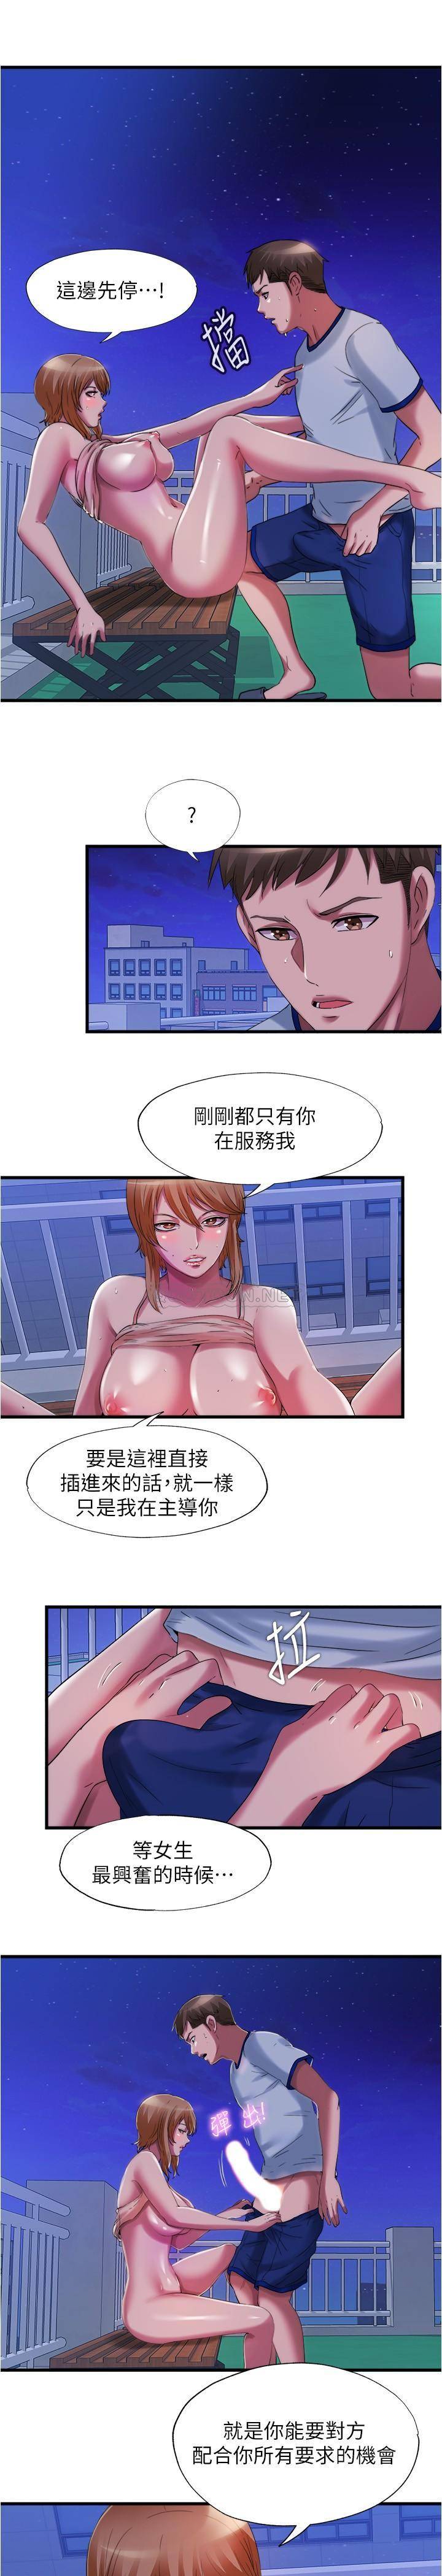 這邊先停…!
擋
?
剛剛都只有你
在服務我
要是這裡直接
插進來的話,就一樣
只是我在主導你
拉
等女生
最興奮的時候…
彈出!
就是你能要對方
配合你所有要求的機會